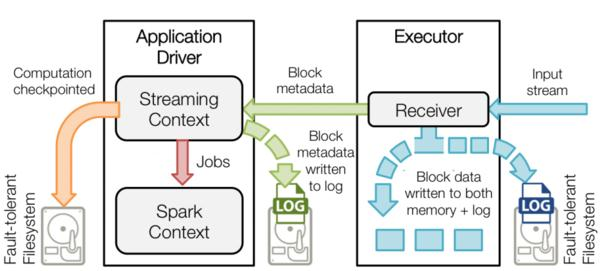 Application
Driver
Executor
Computation
checkpointed
Streaming
Context
Block
metadata
Receiver
Input
stream
Jobs
Block
metadata
written
to log
Block data
written to both
memory + log
Spark
Context
LOG
LOG
Fault-tolerant
Filesystem
Fault-tolerant
Filesystem